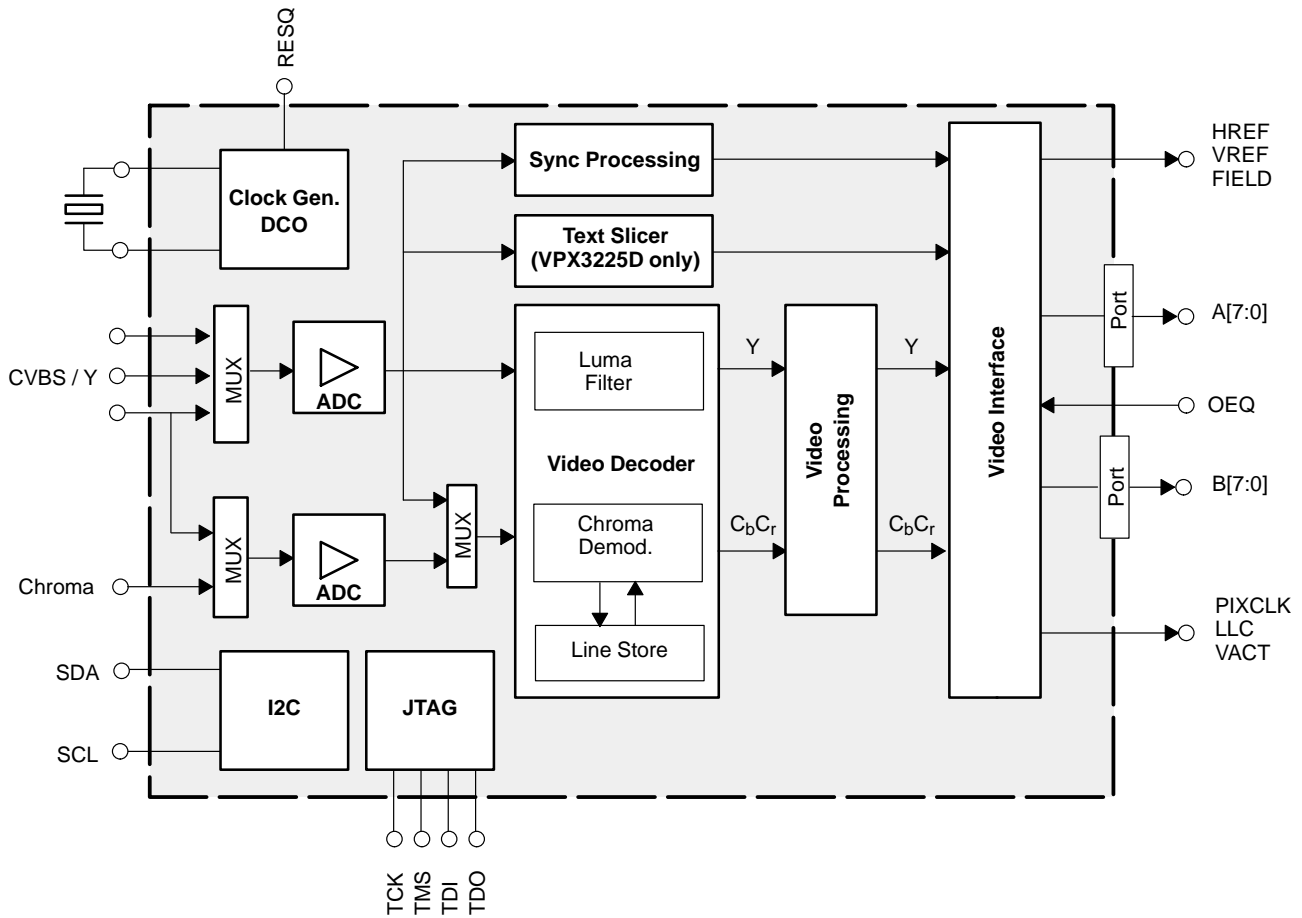 RESQ
Clock Gen.
DCO
Sync Processing
Text Slicer
(VPX3225D only)
HREF
VREF
FIELD
CVBS / Y
MUX
ADC
Luma
Filter
Video Decoder
Y
Video
Processing
Y
Video Interface
Port
A[7:0]
OEQ
Port
B[7:0]
Chroma
MUX
ADC
MUX
Chroma
Demod.
Line Store
CbCr
CbCr
PIXCLK
LLC
VACT
SDA
SCL
I2C
JTAG
TCK
TMS
TDI
TDO